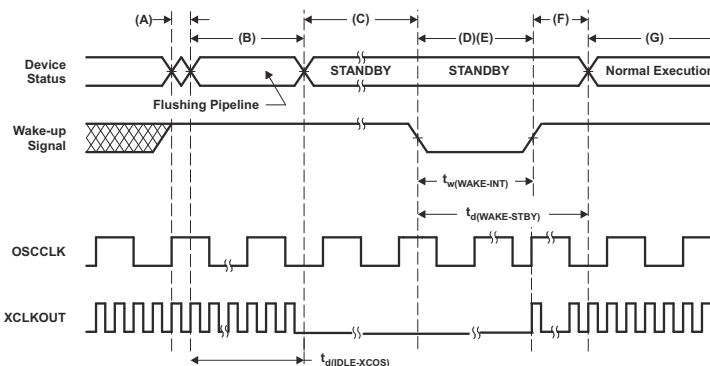 (A)
(C)
(F)
(B)
(D)(E)
(G)
Device
Status
STANDBY
STANDBY
Normal Execution
Flushing Pipeline
Wake-up
Signal
tw(WAKE-INT)
td(WAKE-STBY)
OSCCLK
XCLKOUT
td(IDLE-XCOS)